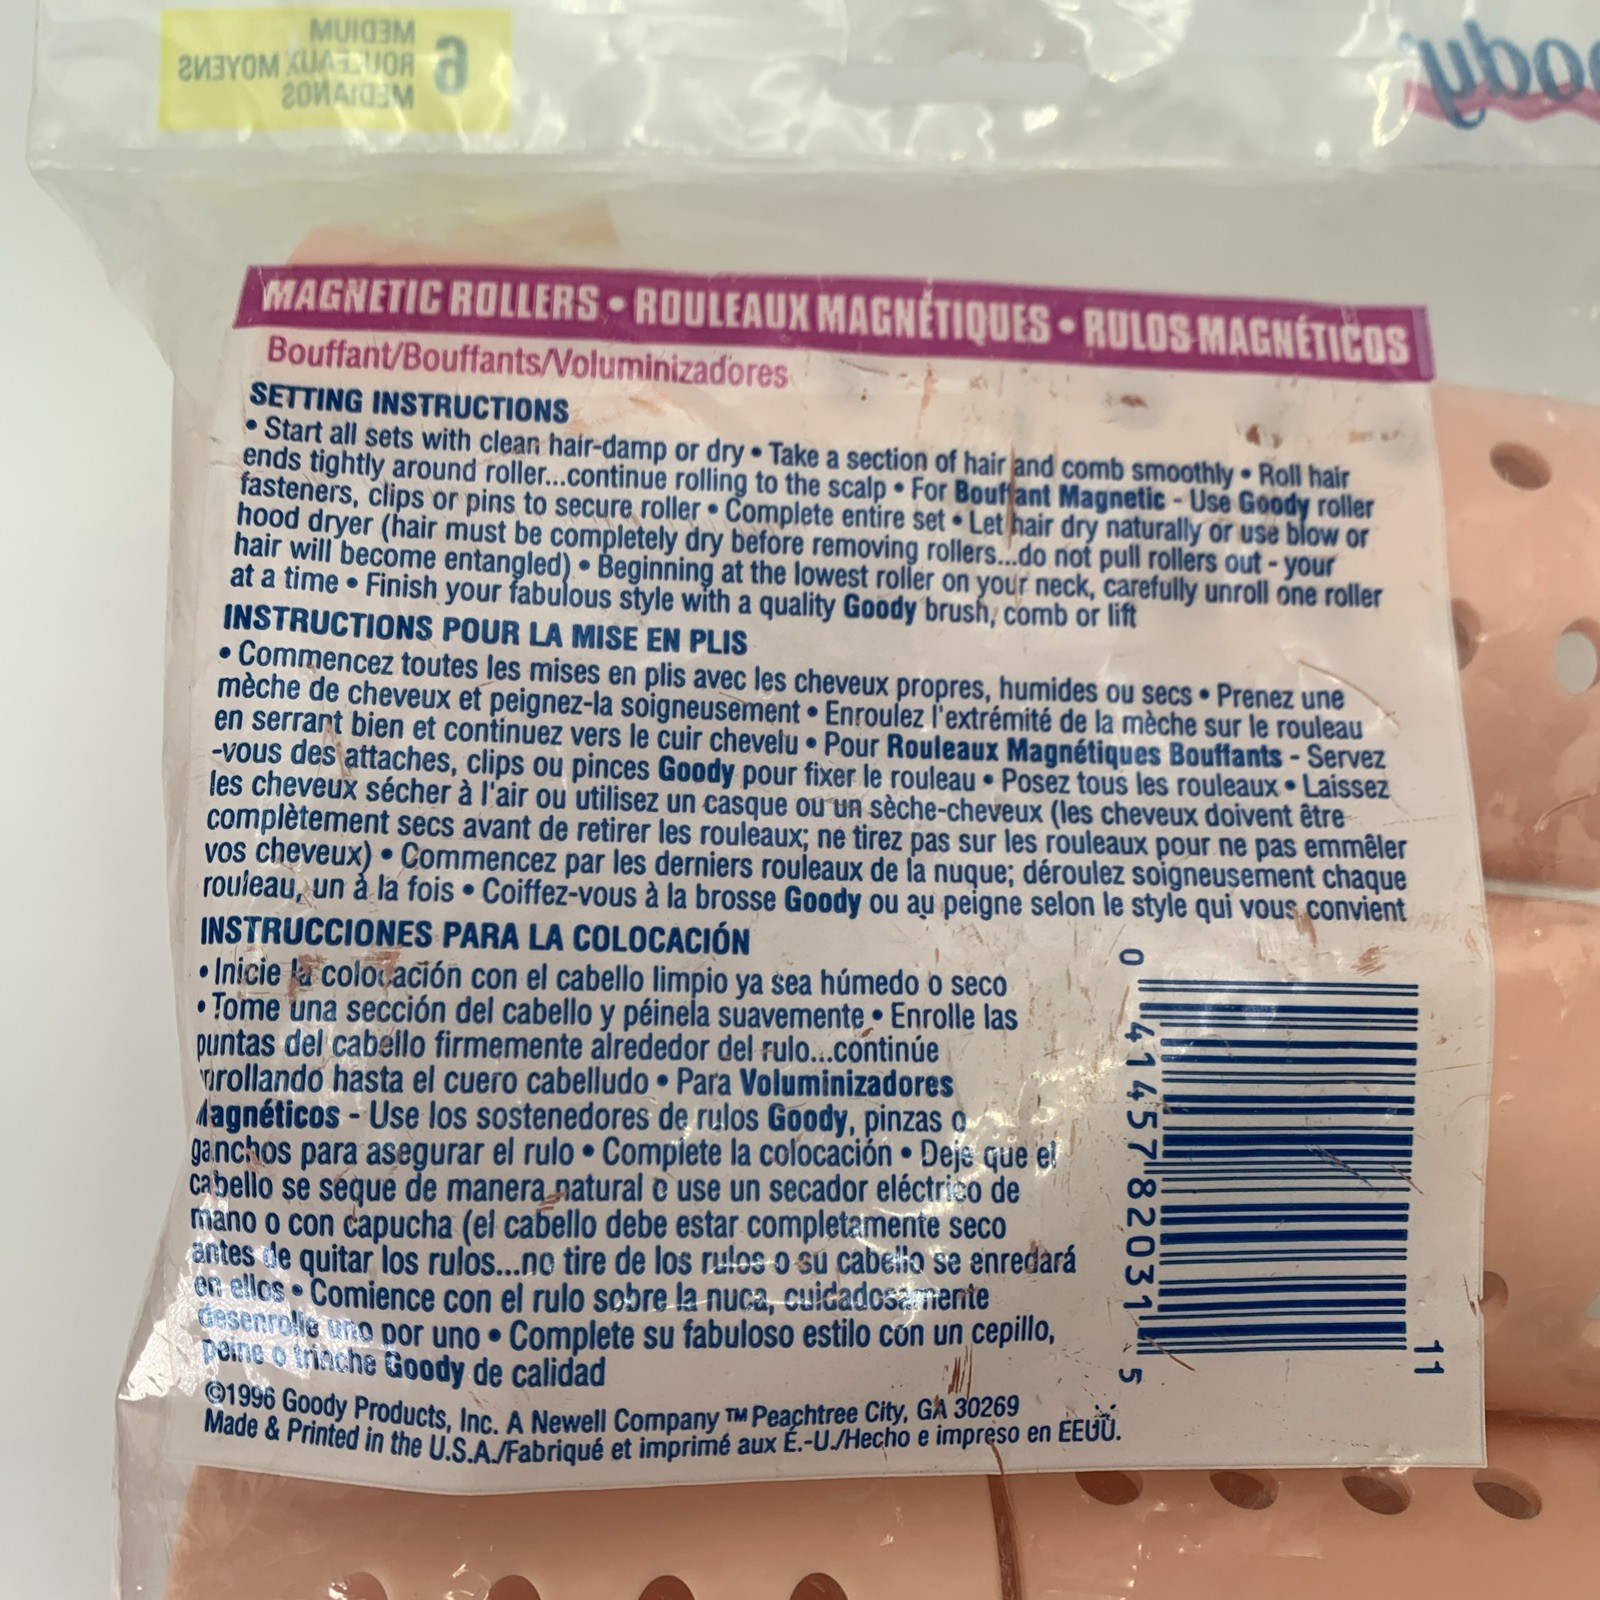 6
MEDIUM
ROULEAUX MOYENS
MEDIANOS
MAGNETIC ROLLERS • ROULEAUX MAGNÉTIQUES • RULOS MAGNÉTICOS
Bouffant/Bouffants/Voluminizadores
SETTING INSTRUCTIONS
• Start all sets with clean hair-damp or dry • Take a section of hair and comb smoothly • Roll hair
ends tightly around roller...continue rolling to the scalp • For Bouffant Magnetic - Use Goody roller
fasteners, clips or pins to secure roller • Complete entire set • Let hair dry naturally or use blow or
hood dryer (hair must be completely dry before removing rollers...do not pull rollers out - your
hair will become entangled) • Beginning at the lowest roller on your neck, carefully unroll one roller
at a time • Finish your fabulous style with a quality Goody brush, comb or lift
INSTRUCTIONS POUR LA MISE EN PLIS
• Commencez toutes les mises en plis avec les cheveux propres, humides ou secs • Prenez une
mèche de cheveux et peignez-la soigneusement • Enroulez l'extrémité de la mèche sur le rouleau
en serrant bien et continuez vers le cuir chevelu • Pour Rouleaux Magnétiques Bouffants - Servez
-vous des attaches, clips ou pinces Goody pour fixer le rouleau • Posez tous les rouleaux • Laissez
les cheveux sécher à l'air ou utilisez un casque ou un sèche-cheveux (les cheveux doivent être
complètement secs avant de retirer les rouleaux; ne tirez pas sur les rouleaux pour ne pas emmêler
vos cheveux) • Commencez par les derniers rouleaux de la nuque; déroulez soigneusement chaque
rouleau, un à la fois • Coiffez-vous à la brosse Goody ou au peigne selon le style qui vous convient
INSTRUCCIONES PARA LA COLOCACIÓN
• Inicie la colocación con el cabello limpio ya sea húmedo o seco
• Tome una sección del cabello y péinela suavemente • Enrolle las
puntas del cabello firmemente alrededor del rulo...continúe
enrollando hasta el cuero cabelludo • Para Voluminizadores
Magnéticos - Use los sostenedores de rulos Goody, pinzas o
ganchos para asegurar el rulo • Complete la colocación • Deje que el
cabello se seque de manera natural o use un secador eléctrico de
mano o con capucha (el cabello debe estar completamente seco
antes de quitar los rulos...no tire de los rulos o su cabello se enredará
en ellos • Comience con el rulo sobre la nuca, cuidadosamente
desenrolle uno por uno • Complete su fabuloso estilo con un cepillo,
peine o trinche Goody de calidad
0 41457 82031 5
11
©1996 Goody Products, Inc. A Newell Company ™ Peachtree City, GA 30269
Made & Printed in the U.S.A./Fabriqué et imprimé aux É.-U./Hecho e impreso en EEUU.